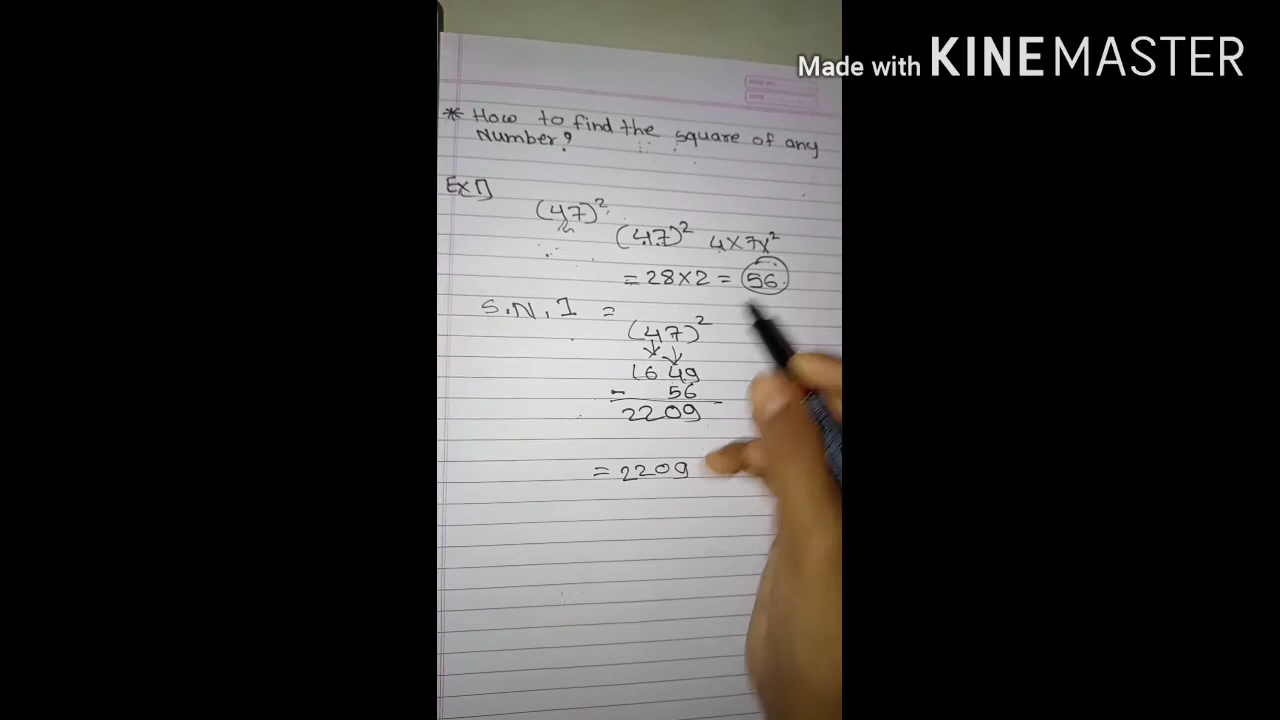 Made with KINEMASTER
* How to find the square of any
Number?
Ex 1]
(47)²
(47)² 4×7×2
= 28×2 = 56
S.N. 1 =
(47)²
16 49
- 56
2209
= 2209